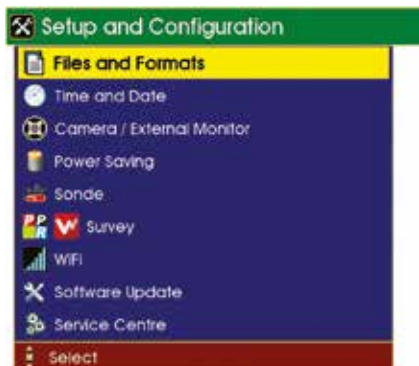 Setup and Configuration
Files and Formats
Time and Date
Camera / External Monitor
Power Saving
Sonde
PPR W Survey
WiFi
Software Update
Service Centre
Select